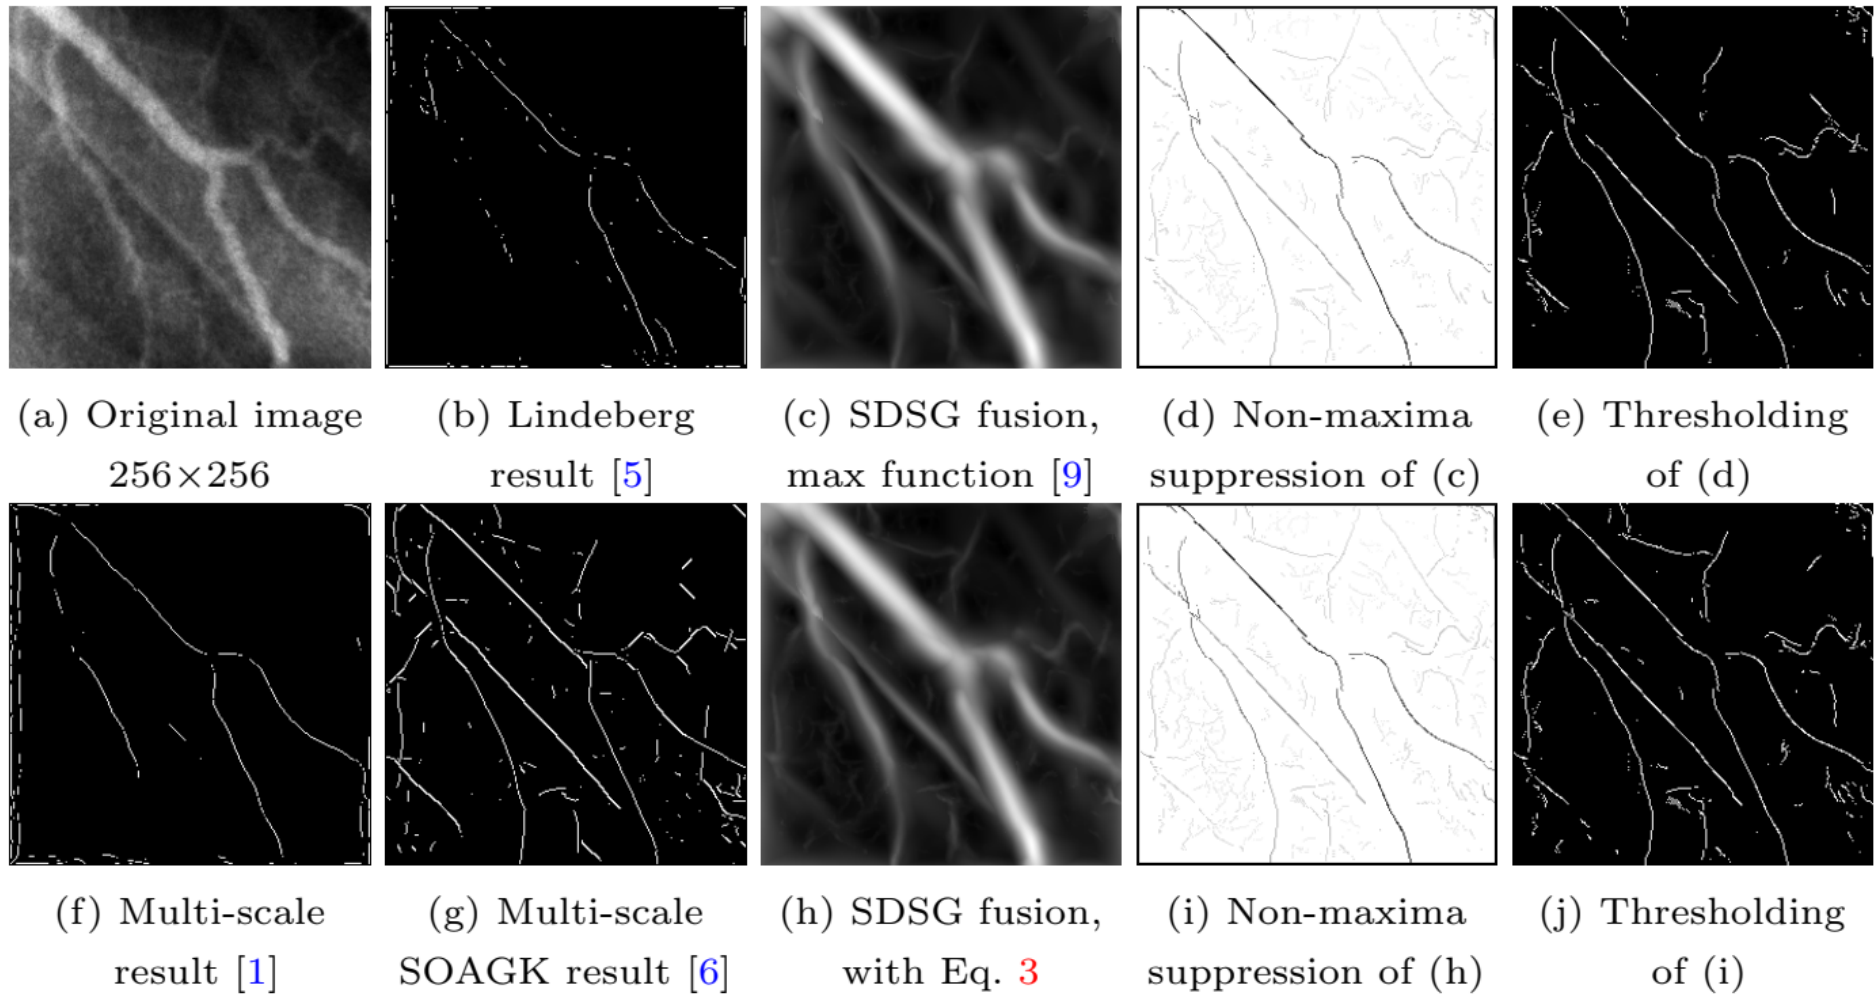 (a) Original image
256×256
(b) Lindeberg
result [5]
(c) SDSG fusion,
max function [9]
(d) Non-maxima
suppression of (c)
(e) Thresholding
of (d)
(f) Multi-scale
result [1]
(g) Multi-scale
SOAGK result [6]
(h) SDSG fusion,
with Eq. 3
(i) Non-maxima
suppression of (h)
(j) Thresholding
of (i)